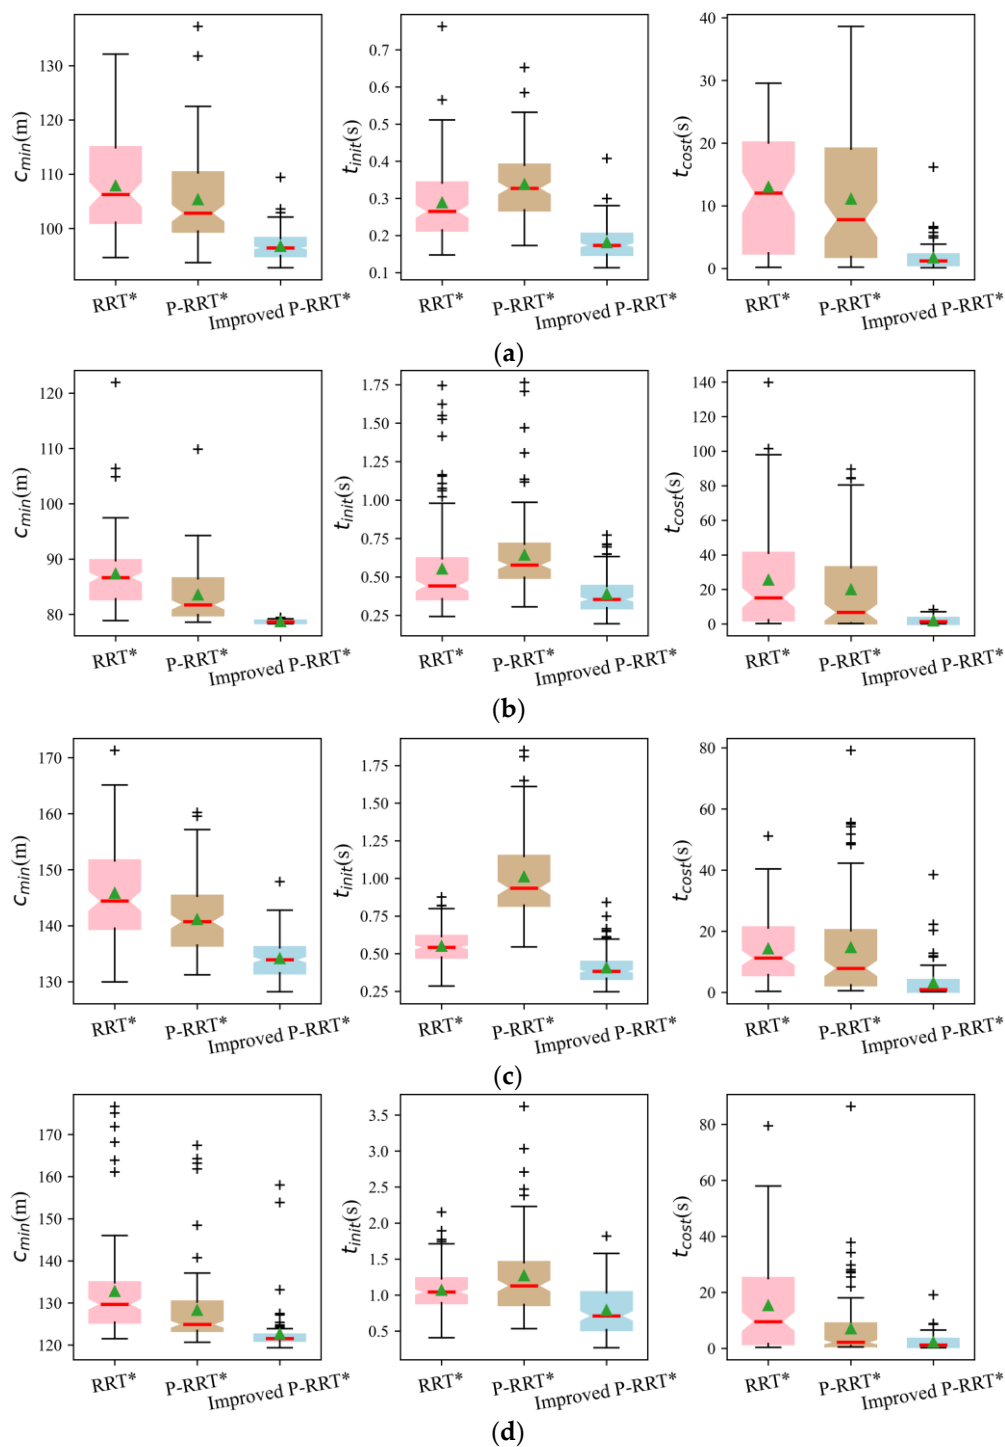 c_min(m)
130
120
110
100
RRT*
P-RRT*
Improved P-RRT*
t_init(s)
0.7
0.6
0.5
0.4
0.3
0.2
0.1
RRT*
P-RRT*
Improved P-RRT*
t_cost(s)
40
30
20
10
0
RRT*
P-RRT*
Improved P-RRT*
(a)
c_min(m)
120
110
100
90
80
RRT*
P-RRT*
Improved P-RRT*
t_init(s)
1.75
1.50
1.25
1.00
0.75
0.50
0.25
RRT*
P-RRT*
Improved P-RRT*
t_cost(s)
140
120
100
80
60
40
20
0
RRT*
P-RRT*
Improved P-RRT*
(b)
c_min(m)
170
160
150
140
130
RRT*
P-RRT*
Improved P-RRT*
t_init(s)
1.75
1.50
1.25
1.00
0.75
0.50
0.25
RRT*
P-RRT*
Improved P-RRT*
t_cost(s)
80
60
40
20
0
RRT*
P-RRT*
Improved P-RRT*
(c)
c_min(m)
170
160
150
140
130
120
RRT*
P-RRT*
Improved P-RRT*
t_init(s)
3.5
3.0
2.5
2.0
1.5
1.0
0.5
RRT*
P-RRT*
Improved P-RRT*
t_cost(s)
80
60
40
20
0
RRT*
P-RRT*
Improved P-RRT*
(d)